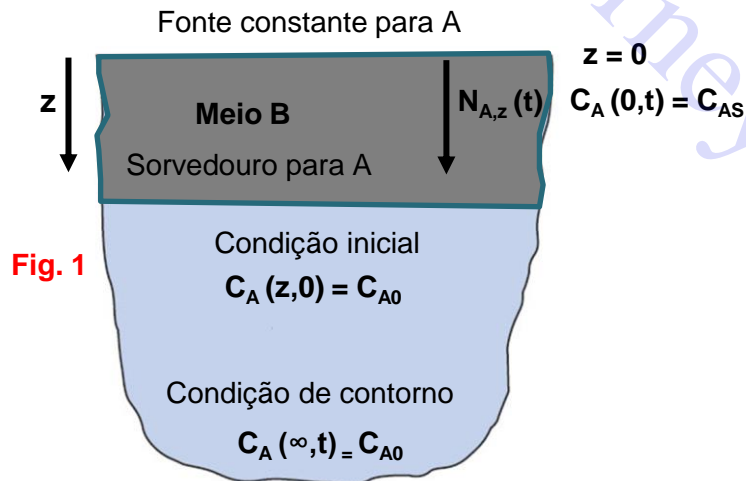 Fonte constante para A
z = 0
z
Meio B
N_A,z (t)
C_A (0,t) = C_AS
Sorvedouro para A
Condição inicial
Fig. 1
C_A (z,0) = C_A0
Condição de contorno
C_A (∞,t) = C_A0